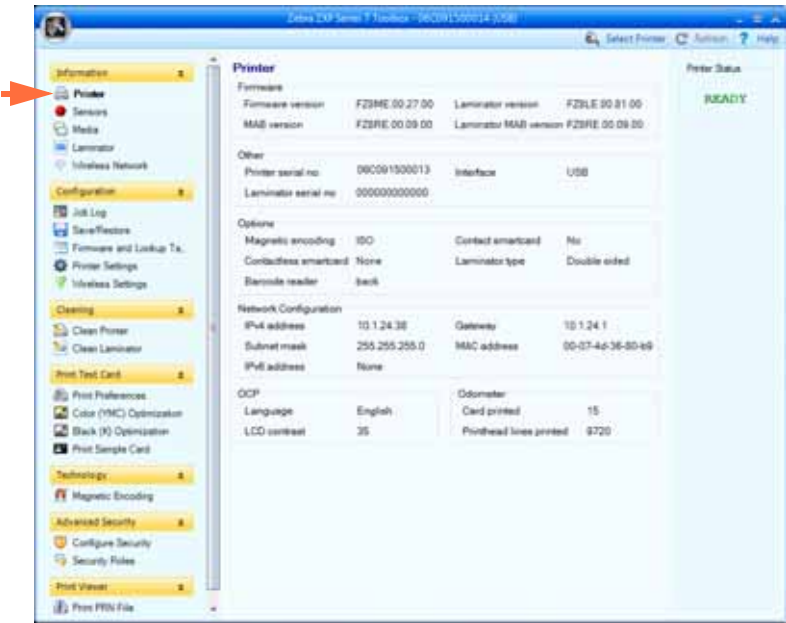 Zebra ZXP Series 7 Toolbox - 06C091500014 (USB)
Select Printer Refresh ? Help
Information
Printer
Sensors
Media
Laminator
Wireless Network
Configuration
Job Log
Save/Restore
Firmware and Lookup Ta..
Printer Settings
Wireless Settings
Cleaning
Clean Printer
Clean Laminator
Print Test Card
Print Preferences
Color (YMC) Optimization
Black (K) Optimization
Print Sample Card
Technology
Magnetic Encoding
Advanced Security
Configure Security
Security Roles
Print Viewer
Print PRN File
Printer
Firmware
Firmware version FZ9ME.00.27.00 Laminator version FZ9LE.00.01.00
MAB version FZ9RE.00.09.00 Laminator MAB version FZ9RE.00.09.00
Other
Printer serial no 06C091500013 Interface USB
Laminator serial no 000000000000
Options
Magnetic encoding ISO Contact smartcard No
Contactless smartcard None Laminator type Double sided
Barcode reader back
Network Configuration
IPv4 address 10.1.24.38 Gateway 10.1.24.1
Subnet mask 255.255.255.0 MAC address 00-07-4d-36-80-b9
IPv6 address None
OCP
Language English
LCD contrast 35
Odometer
Card printed 15
Printhead lines printed 9720
Printer Status
READY